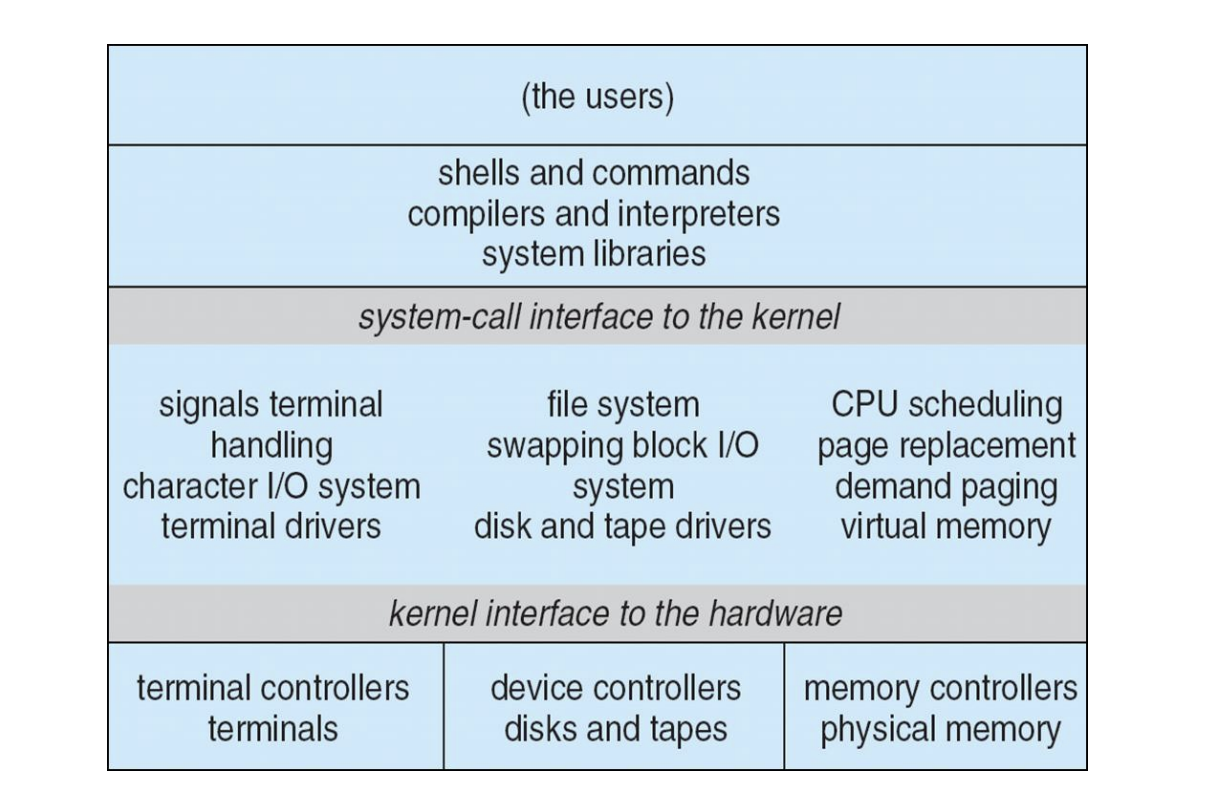 (the users)
shells and commands
compilers and interpreters
system libraries
system-call interface to the kernel
signals terminal
handling
character I/O system
terminal drivers
file system
swapping block I/O
system
disk and tape drivers
CPU scheduling
page replacement
demand paging
virtual memory
kernel interface to the hardware
terminal controllers
terminals
device controllers
disks and tapes
memory controllers
physical memory